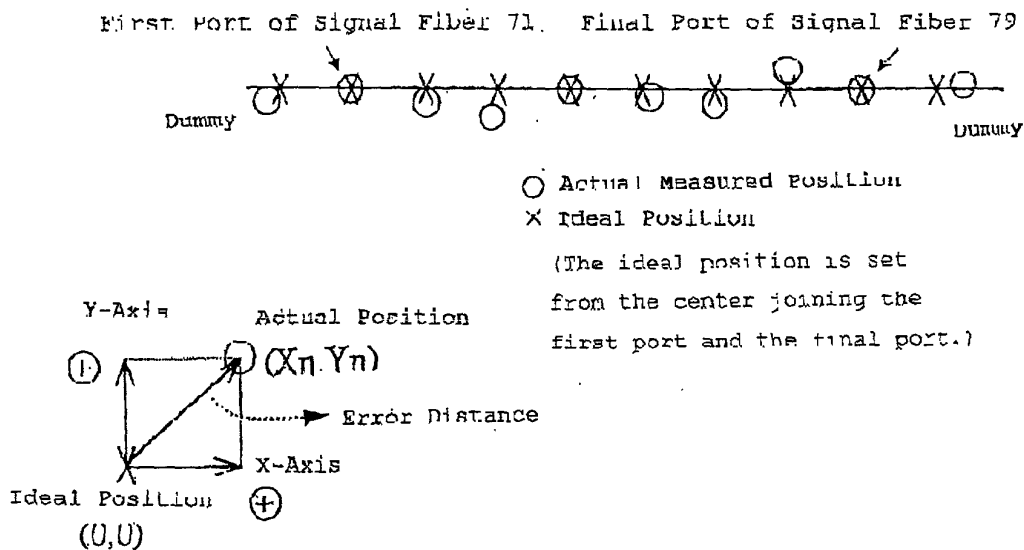 First Port of Signal Fiber 71. Final Port of Signal Fiber 79
Dummy
Dummy
Actual Measured Position
Ideal Position
(The ideal position is set
from the center joining the
first port and the final port.)
Y-Axis
Actual Position
(Xn.Yn)
Error Distance
X-Axis
Ideal Position
(0,0)